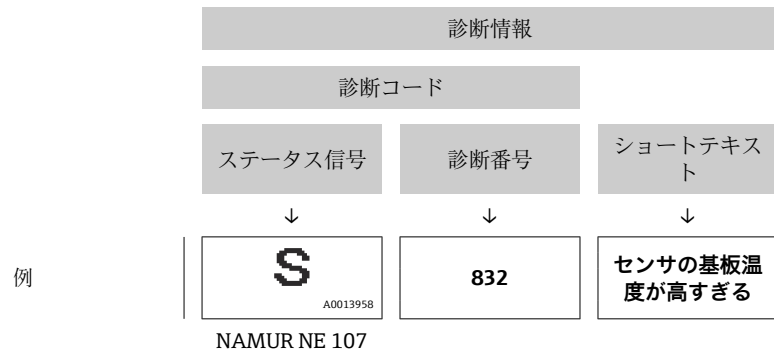 診断情報
診断コード
ステータス信号 診断番号 ショートテキス
ト
↓ ↓ ↓
例
S 832 センサの基板温
度が高すぎる
A0013958
NAMUR NE 107